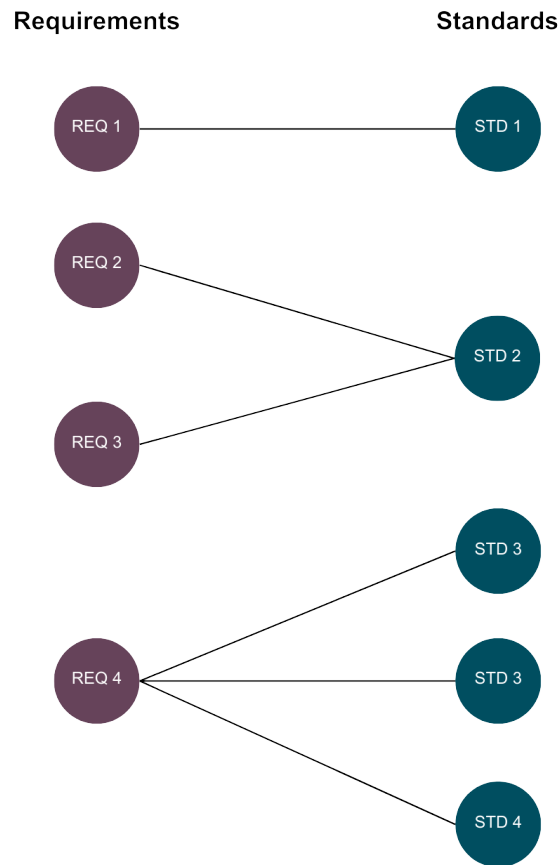 Requirements Standards
REQ 1 STD 1
REQ 2
STD 2
REQ 3
STD 3
REQ 4 STD 3
STD 4